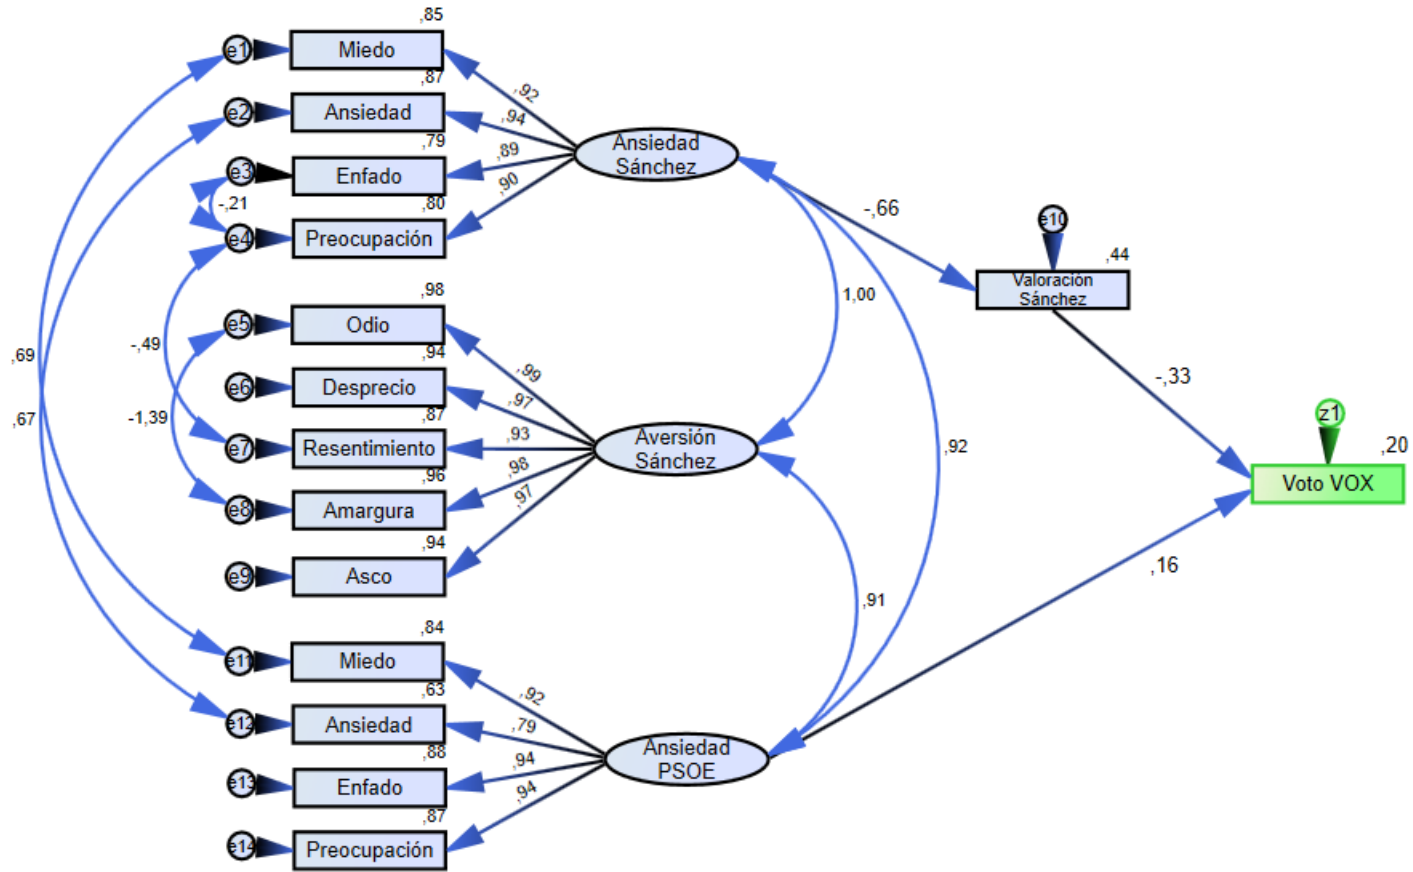 ,85
e1
Miedo
,87
e2
Ansiedad
,79
e3
Enfado
,80
e4
Preocupación
-,21
,92
,94
,89
,90
Ansiedad
Sánchez
-,66
e10
,44
Valoración
Sánchez
1,00
,98
e5
Odio
,94
e6
Desprecio
,87
e7
Resentimiento
,96
e8
Amargura
,94
e9
Asco
-,49
-1,39
,69
,67
,99
,97
,93
,98
,97
Aversión
Sánchez
,92
-,33
z1
,20
Voto VOX
,16
,91
,84
e11
Miedo
,63
e12
Ansiedad
,88
e13
Enfado
,87
e14
Preocupación
,92
,79
,94
,94
Ansiedad
PSOE